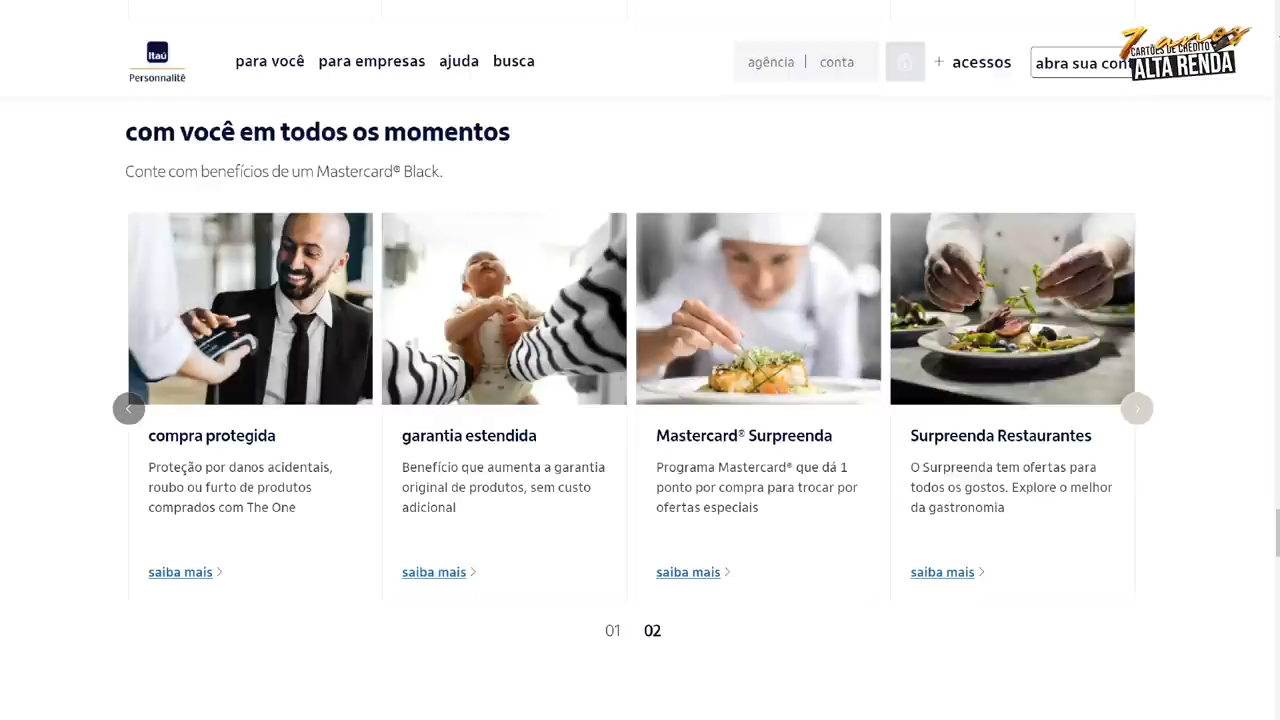 Itaú
Personnalité
para você para empresas ajuda busca
agência | conta
+ acessos
abra sua con
7 anos
CARTÕES DE CRÉDITO
ALTA RENDA
com você em todos os momentos
Conte com benefícios de um Mastercard® Black.
compra protegida
Proteção por danos acidentais,
roubo ou furto de produtos
comprados com The One
saiba mais
garantia estendida
Benefício que aumenta a garantia
original de produtos, sem custo
adicional
saiba mais
Mastercard® Surpreenda
Programa Mastercard® que dá 1
ponto por compra para trocar por
ofertas especiais
saiba mais
Surpreenda Restaurantes
O Surpreenda tem ofertas para
todos os gostos. Explore o melhor
da gastronomia
saiba mais
01 02